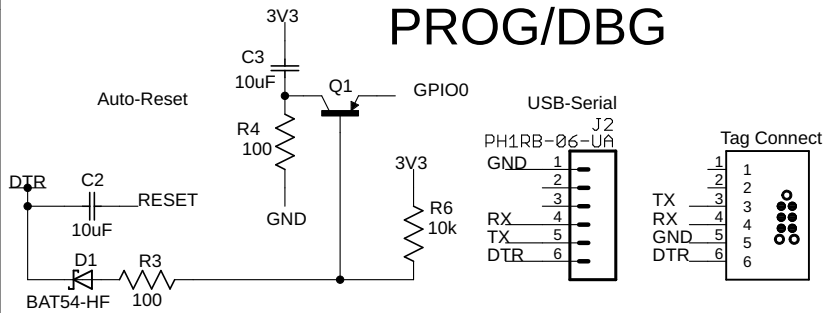 PROG/DBG
3V3
C3
10uF
Q1
GPIO0
Auto-Reset
R4
100
GND
DTR
C2
10uF
RESET
D1
BAT54-HF
R3
100
3V3
R6
10k
USB-Serial
J2
PH1RB-06-UA
GND 1
2
3
RX 4
TX 5
DTR 6
Tag Connect
1 1
2 2
TX 3 3
RX 4 4
GND 5 5
DTR 6 6